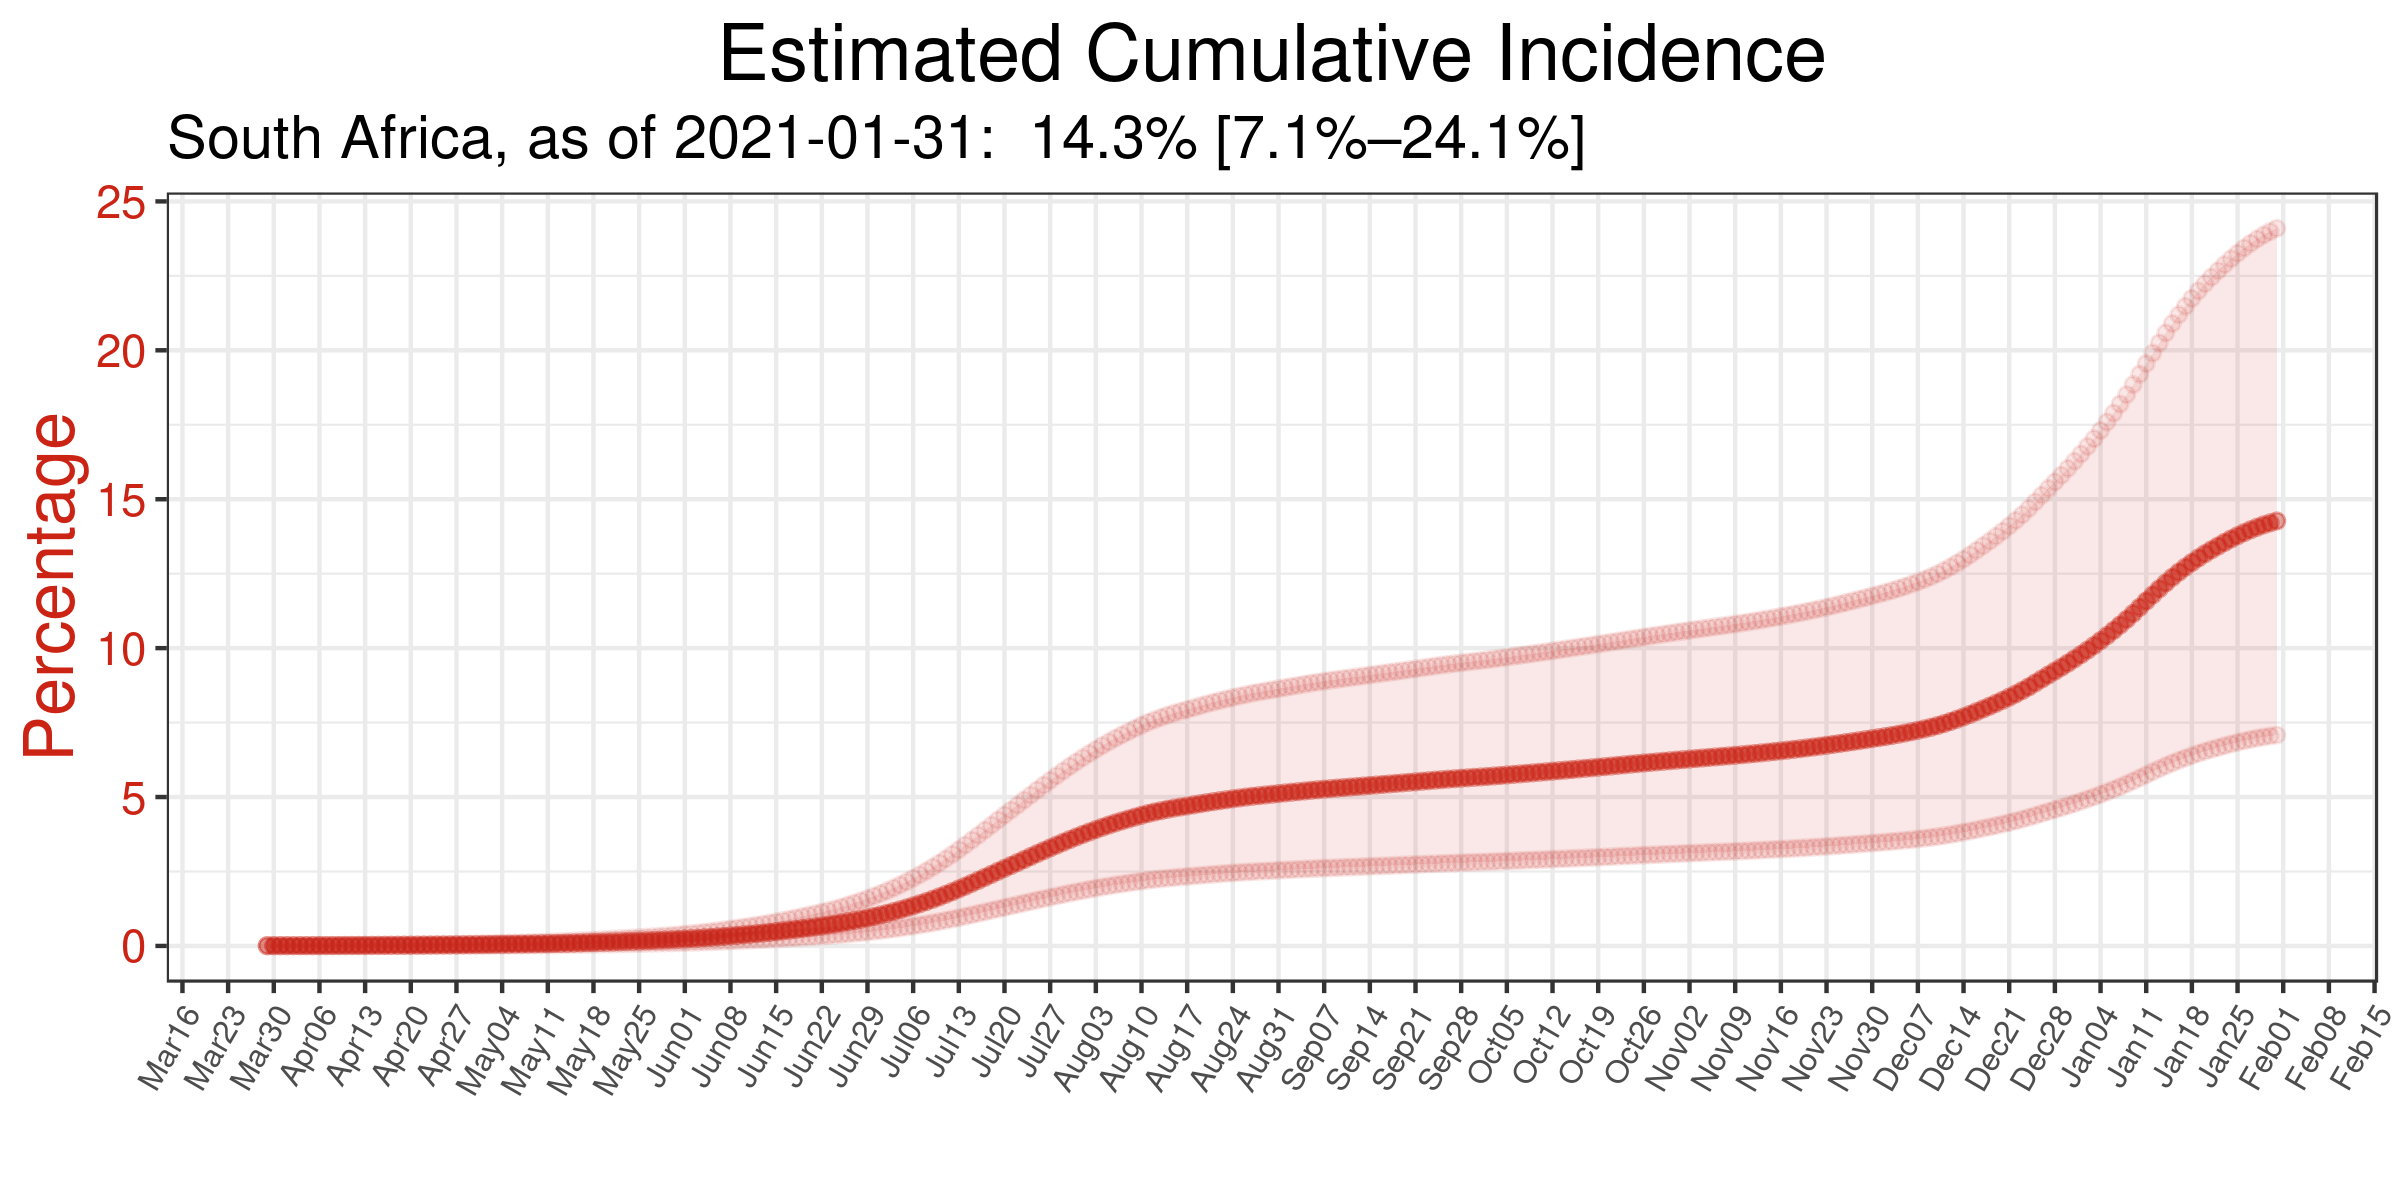 Estimated Cumulative Incidence
South Africa, as of 2021-01-31:  14.3% [7.1%–24.1%]
Percentage
25
20
15
10
5
0
Mar16
Mar23
Mar30
Apr06
Apr13
Apr20
Apr27
May04
May11
May18
May25
Jun01
Jun08
Jun15
Jun22
Jun29
Jul06
Jul13
Jul20
Jul27
Aug03
Aug10
Aug17
Aug24
Aug31
Sep07
Sep14
Sep21
Sep28
Oct05
Oct12
Oct19
Oct26
Nov02
Nov09
Nov16
Nov23
Nov30
Dec07
Dec14
Dec21
Dec28
Jan04
Jan11
Jan18
Jan25
Feb01
Feb08
Feb15